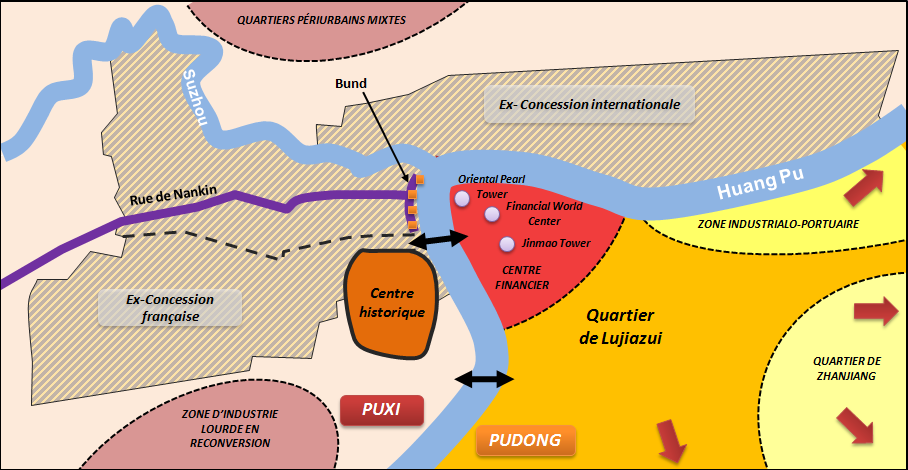 QUARTIERS PÉRIURBAINS MIXTES
Suzhou
Bund
Ex- Concession internationale
Rue de Nankin
Oriental Pearl
Tower
Financial World
Center
Jinmao Tower
CENTRE
FINANCIER
Huang Pu
ZONE INDUSTRIALO-PORTUAIRE
Ex-Concession
française
Centre
historique
Quartier
de Lujiazui
QUARTIER DE
ZHANJIANG
ZONE D'INDUSTRIE
LOURDE EN
RECONVERSION
PUXI
PUDONG